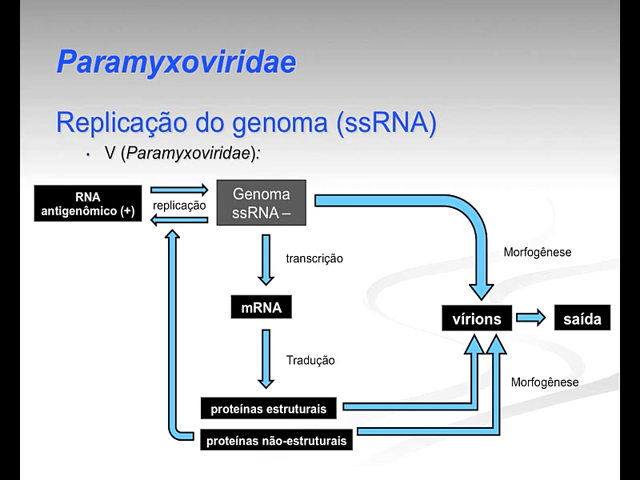 Paramyxoviridae
Replicação do genoma (ssRNA)
• V (Paramyxoviridae):
RNA
antigenômico (+)
replicação
Genoma
ssRNA –
transcrição
Morfogênese
mRNA
vírions
saída
Tradução
Morfogênese
proteínas estruturais
proteínas não-estruturais